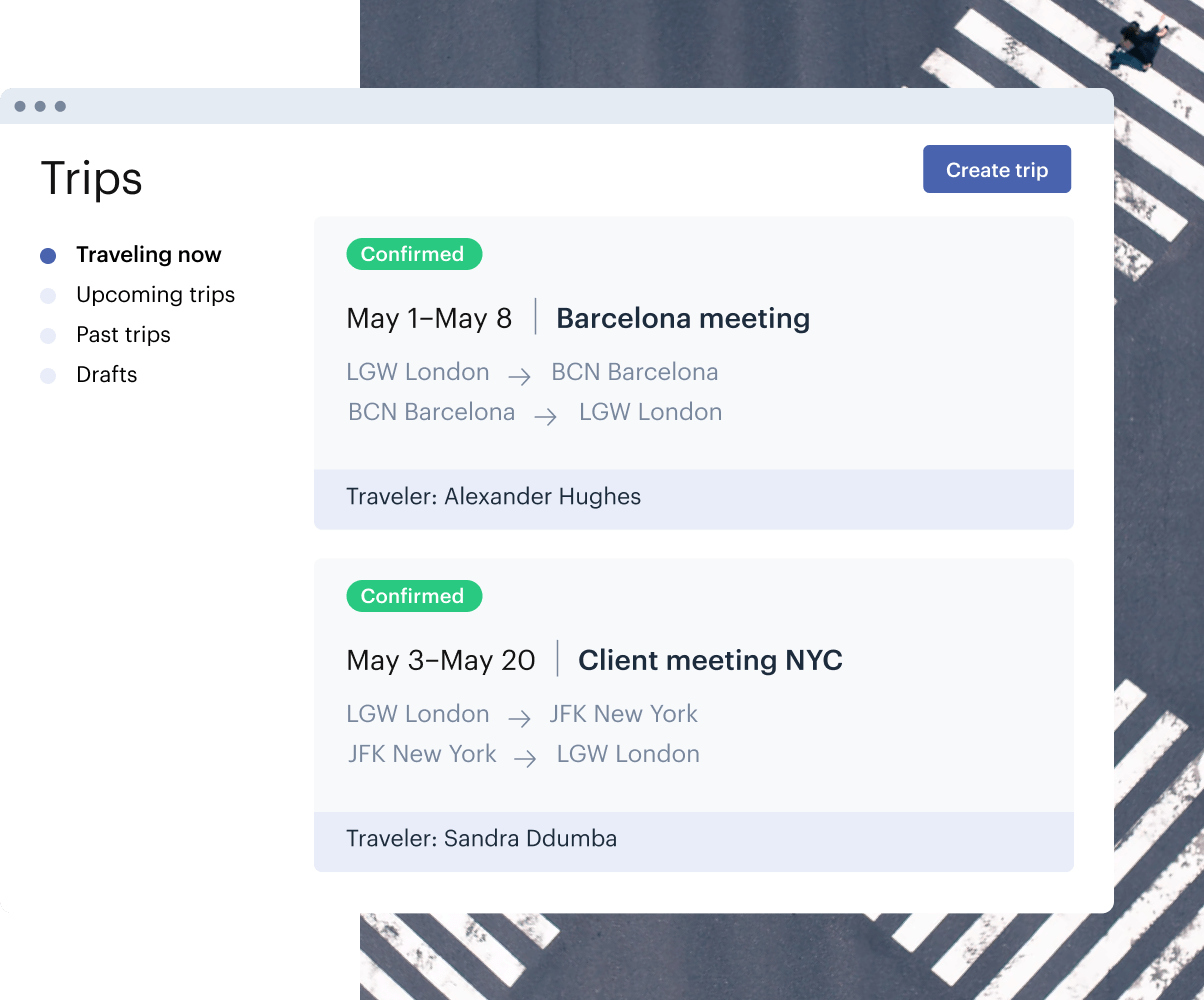 Trips
Create trip
Traveling now
Upcoming trips
Past trips
Drafts
Confirmed
May 1–May 8 | Barcelona meeting
LGW London → BCN Barcelona
BCN Barcelona → LGW London
Traveler: Alexander Hughes
Confirmed
May 3–May 20 | Client meeting NYC
LGW London → JFK New York
JFK New York → LGW London
Traveler: Sandra Ddumba